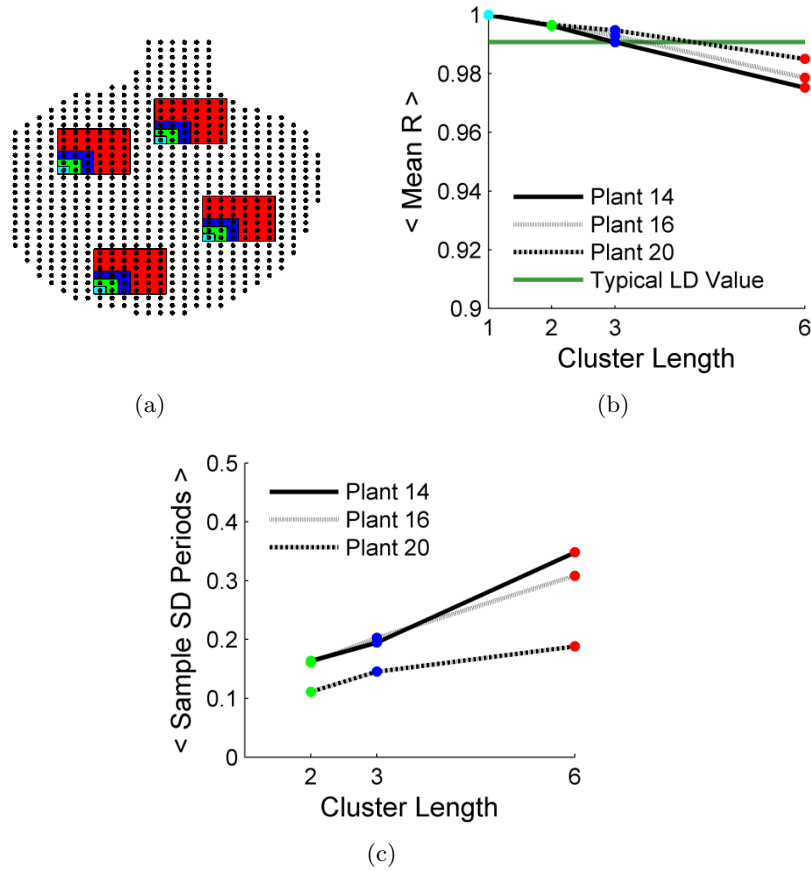 (a)
1
0.98
0.96
0.94
0.92
0.9
< Mean R >
Plant 14
Plant 16
Plant 20
Typical LD Value
1 2 3 6
Cluster Length
(b)
0.5
0.4
0.3
0.2
0.1
0
< Sample SD Periods >
Plant 14
Plant 16
Plant 20
2 3 6
Cluster Length
(c)